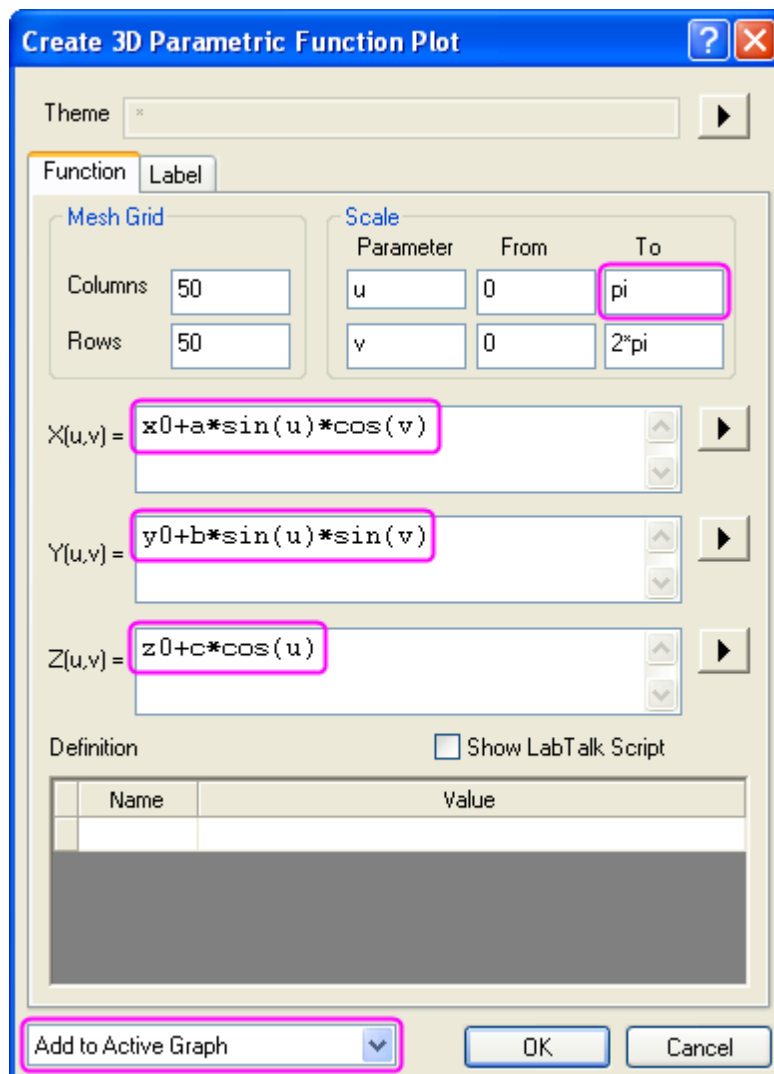 Create 3D Parametric Function Plot
Theme *
Function Label
Mesh Grid Scale
Parameter From To
Columns 50 u 0 pi
Rows 50 v 0 2*pi
X(u,v) = x0+a*sin(u)*cos(v)
Y(u,v) = y0+b*sin(u)*sin(v)
Z(u,v) = z0+c*cos(u)
Definition Show LabTalk Script
Name Value
Add to Active Graph OK Cancel